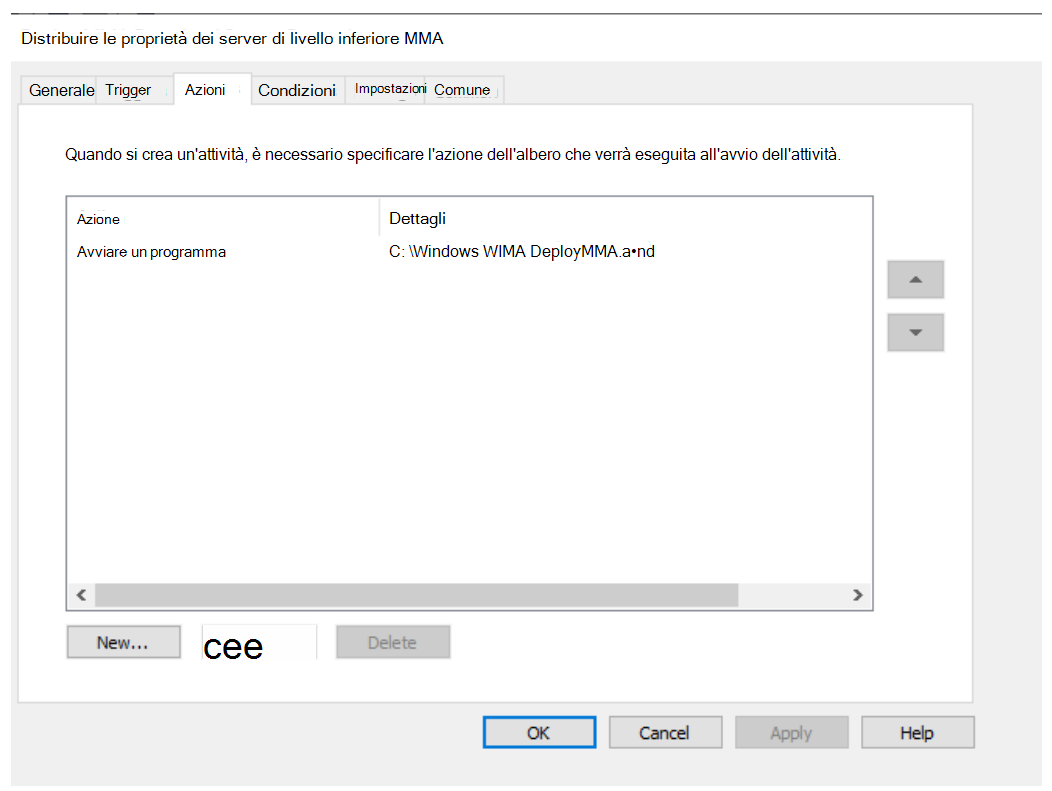 Distribuire le proprietà dei server di livello inferiore MMA
Generale Trigger Azioni Condizioni Impostazioni Comune
Quando si crea un'attività, è necessario specificare l'azione dell'albero che verrà eseguita all'avvio dell'attività.
Azione Dettagli
Avviare un programma C: \Windows WIMA DeployMMA.a•nd
New... cee Delete
OK Cancel Apply Help